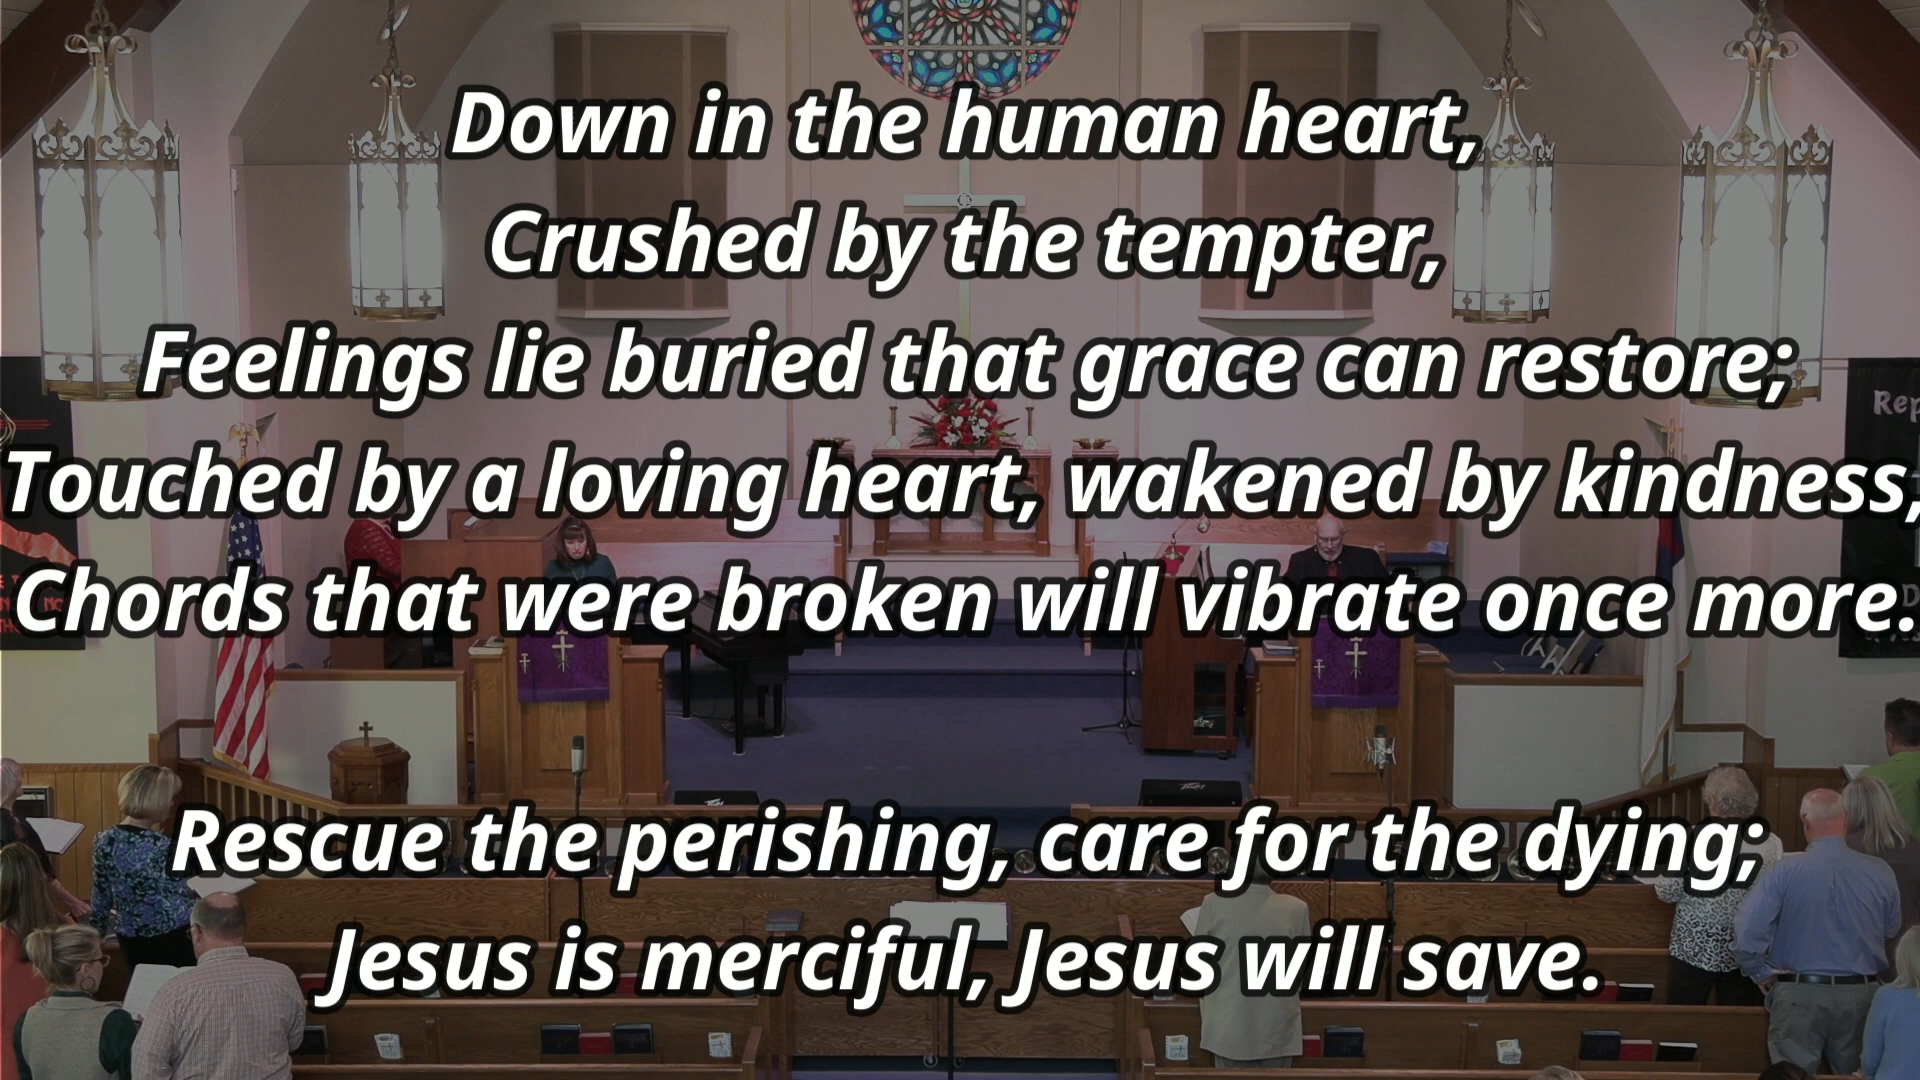 Down in the human heart,
Crushed by the tempter,
Feelings lie buried that grace can restore;
Touched by a loving heart, wakened by kindness,
Chords that were broken will vibrate once more.
Rescue the perishing, care for the dying;
Jesus is merciful, Jesus will save.